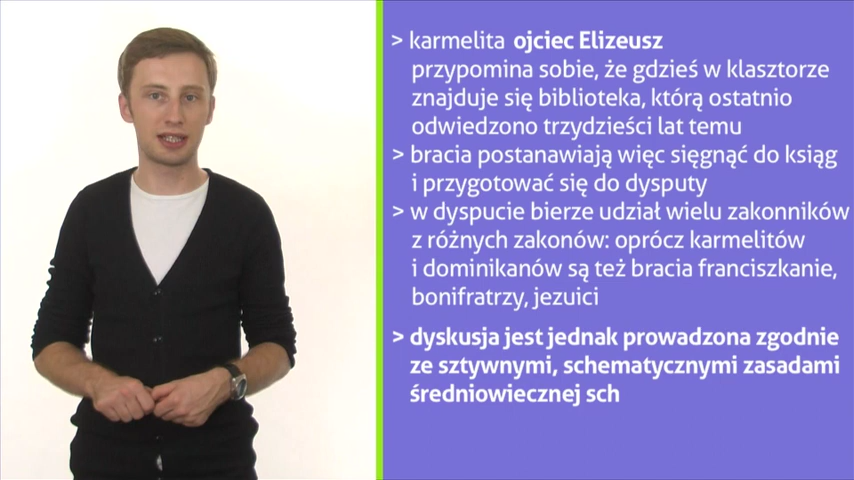 > karmelita ojciec Elizeusz
przypomina sobie, że gdzieś w klasztorze
znajduje się biblioteka, którą ostatnio
odwiedzono trzydzieści lat temu
> bracia postanawiają więc sięgnąć do ksiąg
i przygotować się do dysputy
> w dyspucie bierze udział wielu zakonników
z różnych zakonów: oprócz karmelitów
i dominikanów są też bracia franciszkanie,
bonifratrzy, jezuici
> dyskusja jest jednak prowadzona zgodnie
ze sztywnymi, schematycznymi zasadami
średniowiecznej sch